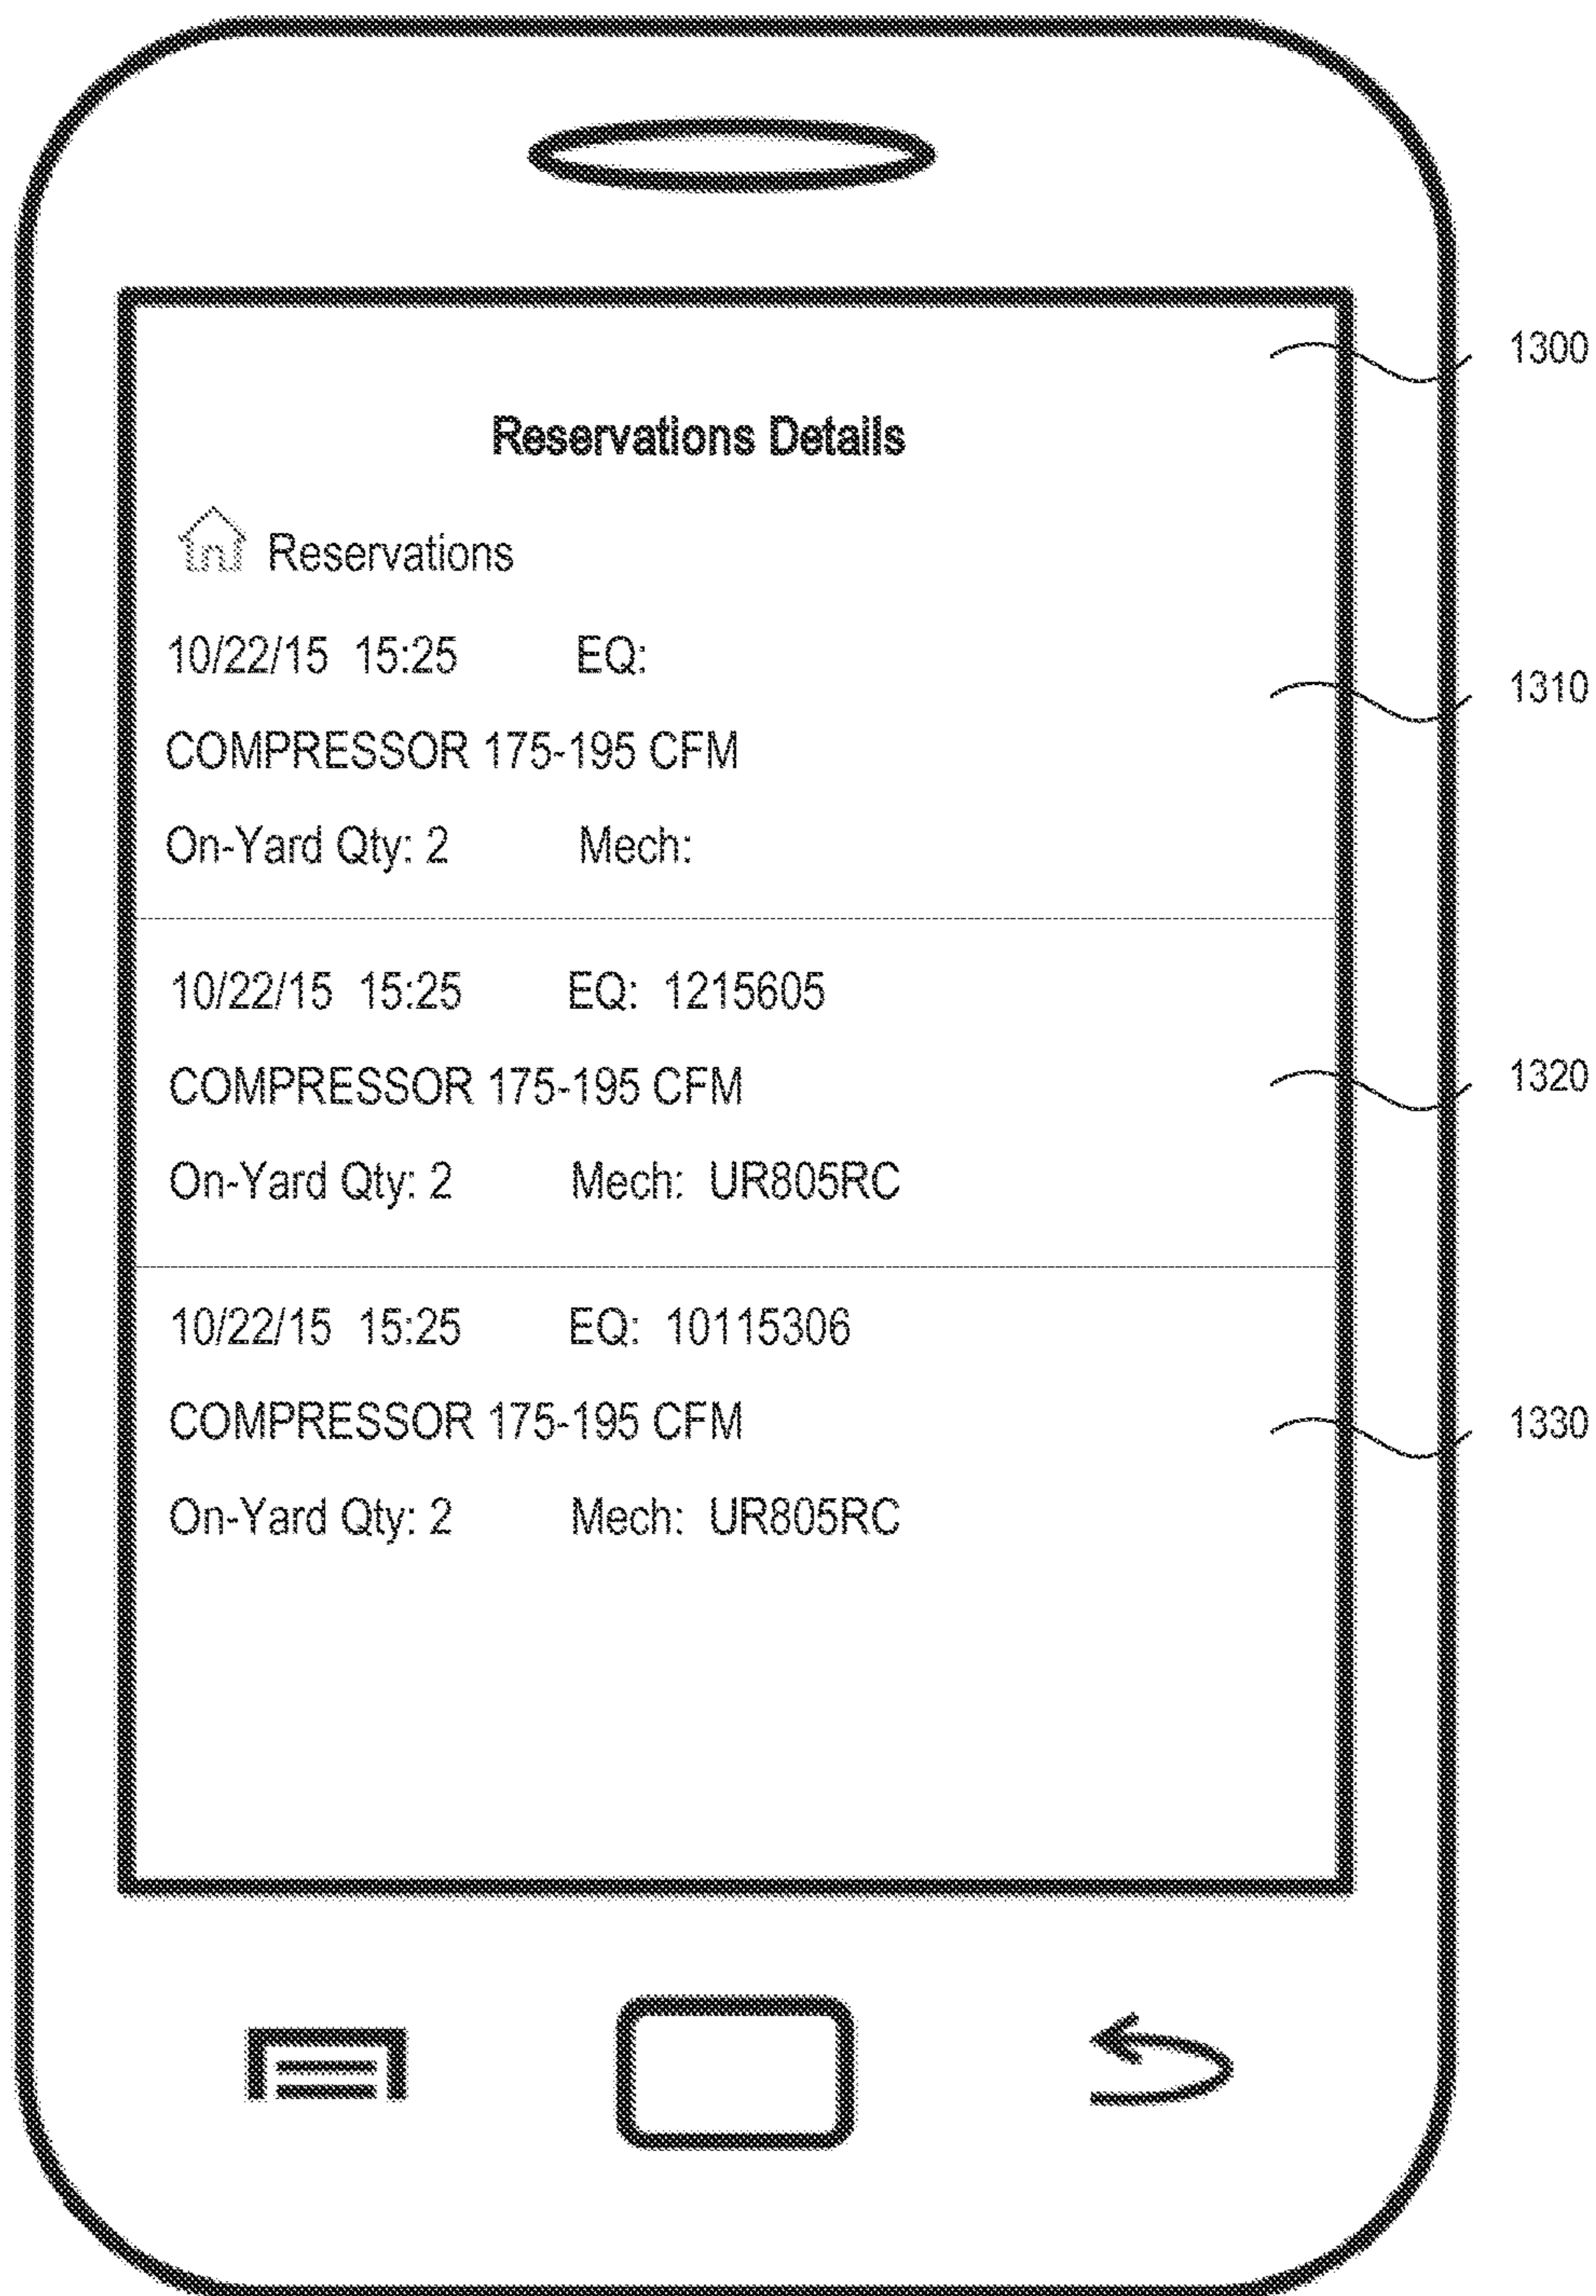 1300
Reservations Details
Reservations
10/22/15 15:25 EQ:
1310
COMPRESSOR 175-195 CFM
On-Yard Qty: 2 Mech:
10/22/15 15:25 EQ: 1215605
COMPRESSOR 175-195 CFM
1320
On-Yard Qty: 2 Mech: UR805RC
10/22/15 15:25 EQ: 10115306
COMPRESSOR 175-195 CFM
1330
On-Yard Qty: 2 Mech: UR805RC